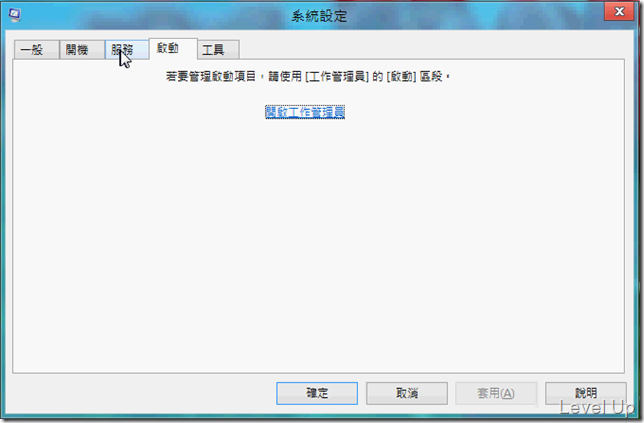 系統設定
一般 開機 服務 啟動 工具
若要管理啟動項目，請使用 [工作管理員] 的 [啟動] 區段。
開啟工作管理員
確定 取消 套用(A) 說明
Level Up